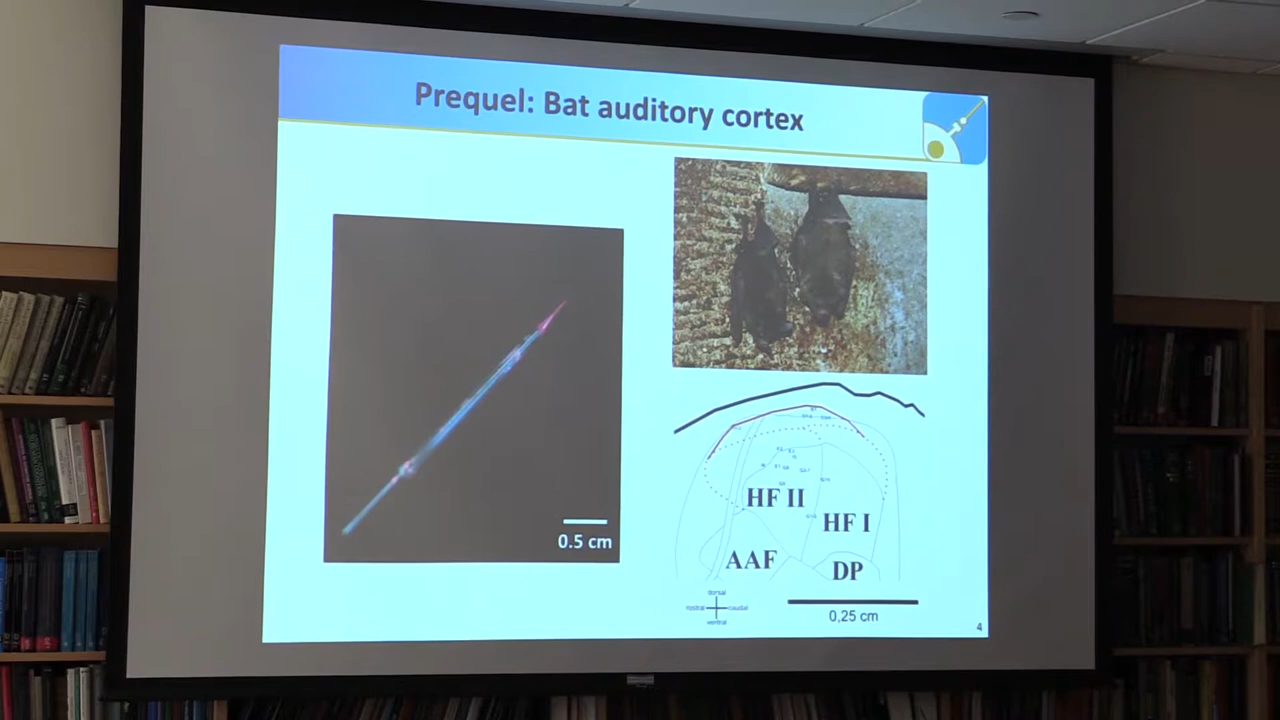 Prequel: Bat auditory cortex
0.5 cm
HF II
HF I
AAF
DP
dorsal
rostral
caudal
ventral
0,25 cm
4